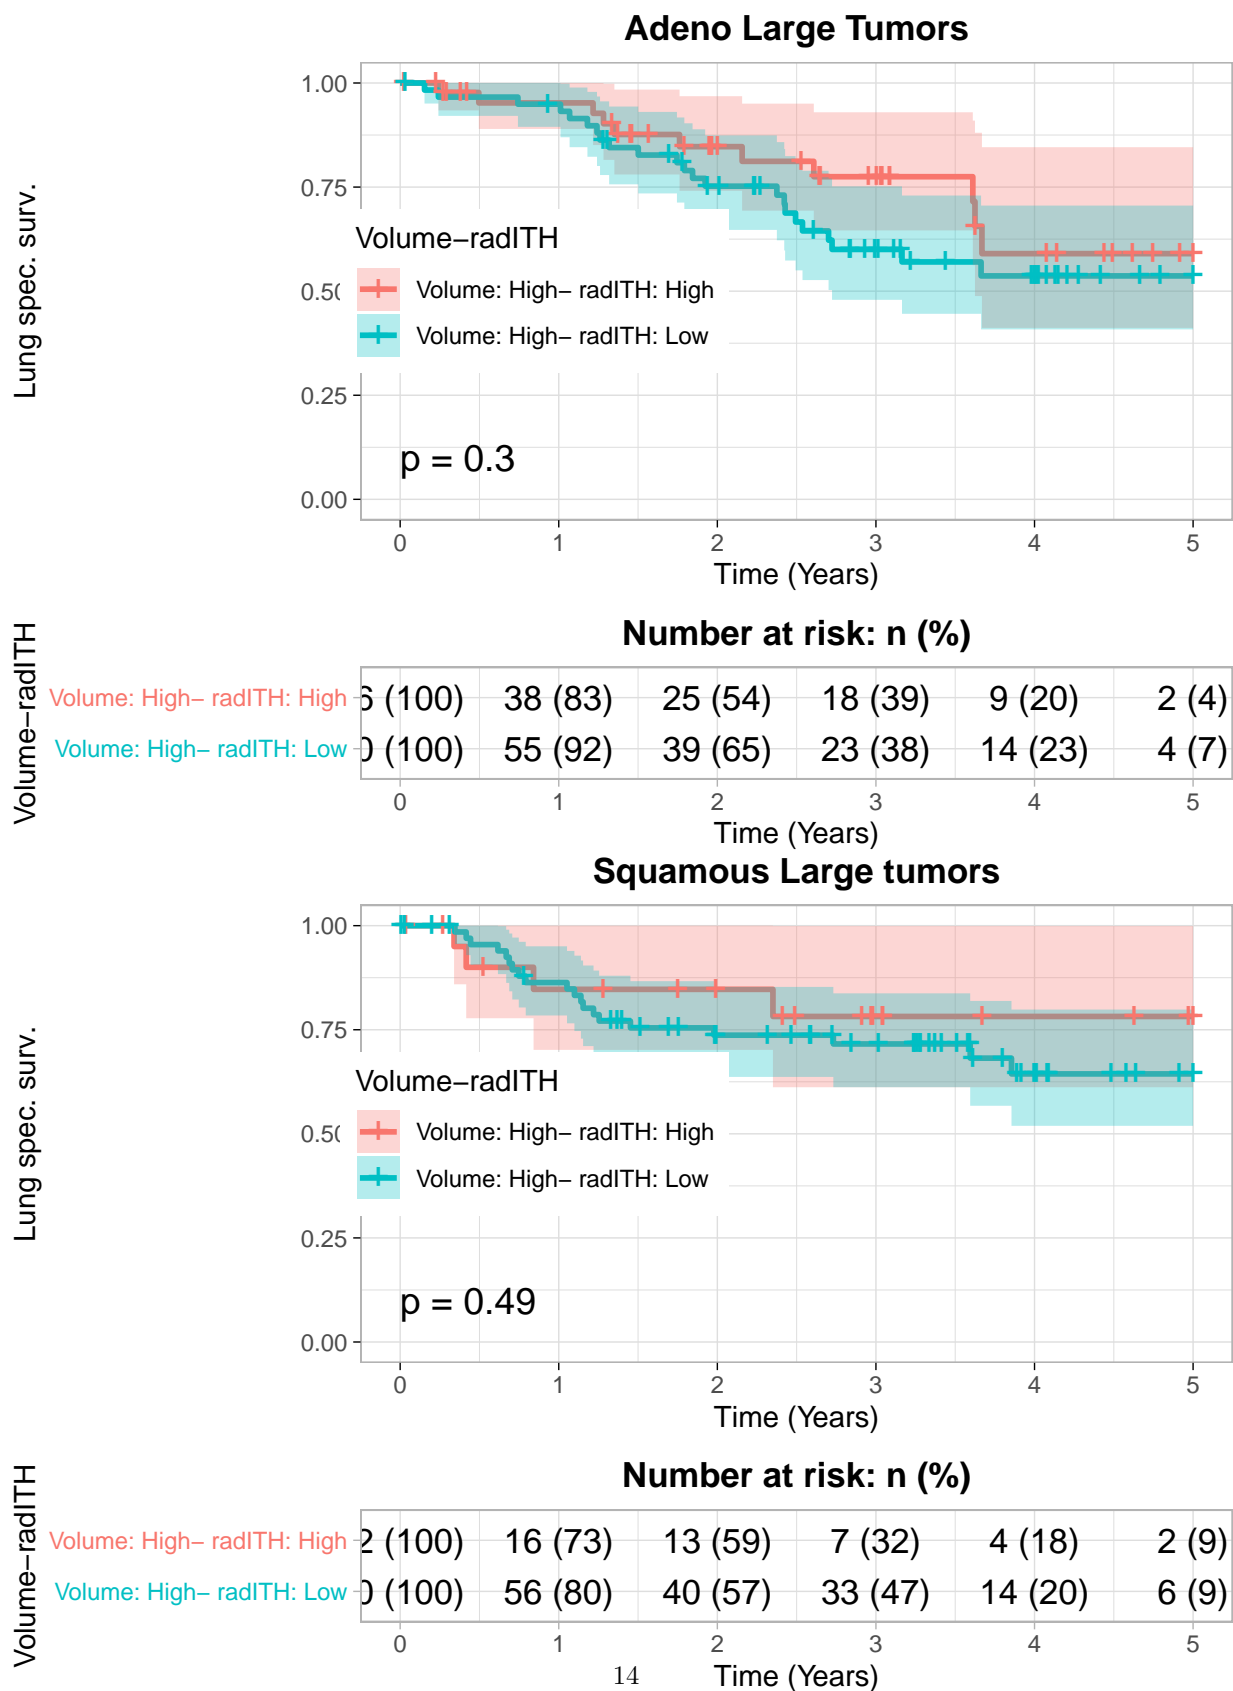 Adeno Large Tumors
Lung spec. surv.
1.00
0.75
0.50
0.25
0.00
Volume−radITH
Volume: High− radITH: High
Volume: High− radITH: Low
p = 0.3
0 1 2 3 4 5
Time (Years)
Number at risk: n (%)
Volume−radITH
Volume: High− radITH: High 6 (100) 38 (83) 25 (54) 18 (39) 9 (20) 2 (4)
Volume: High− radITH: Low 0 (100) 55 (92) 39 (65) 23 (38) 14 (23) 4 (7)
0 1 2 3 4 5
Time (Years)
Squamous Large tumors
Lung spec. surv.
1.00
0.75
0.50
0.25
0.00
Volume−radITH
Volume: High− radITH: High
Volume: High− radITH: Low
p = 0.49
0 1 2 3 4 5
Time (Years)
Number at risk: n (%)
Volume−radITH
Volume: High− radITH: High 2 (100) 16 (73) 13 (59) 7 (32) 4 (18) 2 (9)
Volume: High− radITH: Low 0 (100) 56 (80) 40 (57) 33 (47) 14 (20) 6 (9)
0 1 2 3 4 5
Time (Years)
14